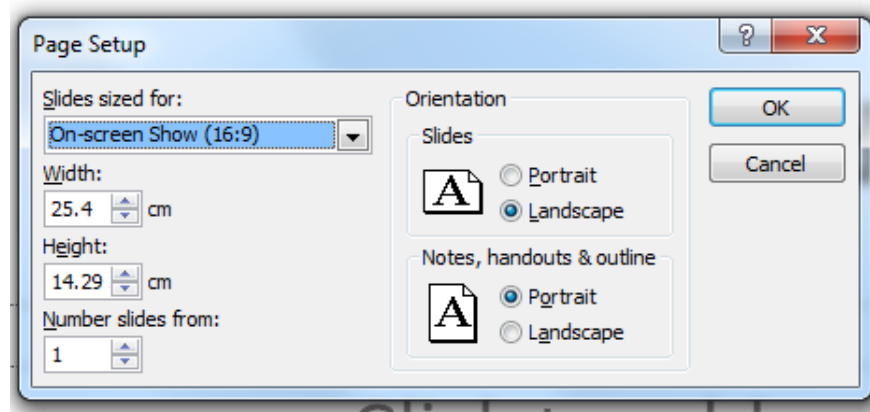 Page Setup
Slides sized for:
On-screen Show (16:9)
Width:
25.4 cm
Height:
14.29 cm
Number slides from:
1
Orientation
Slides
A
Portrait
Landscape
Notes, handouts & outline
A
Portrait
Landscape
OK
Cancel